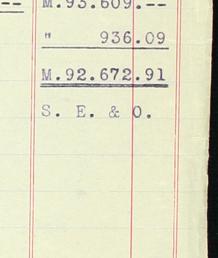 -- M.93.609.--
" 936.09
M.92.672.91
S. E. & O.